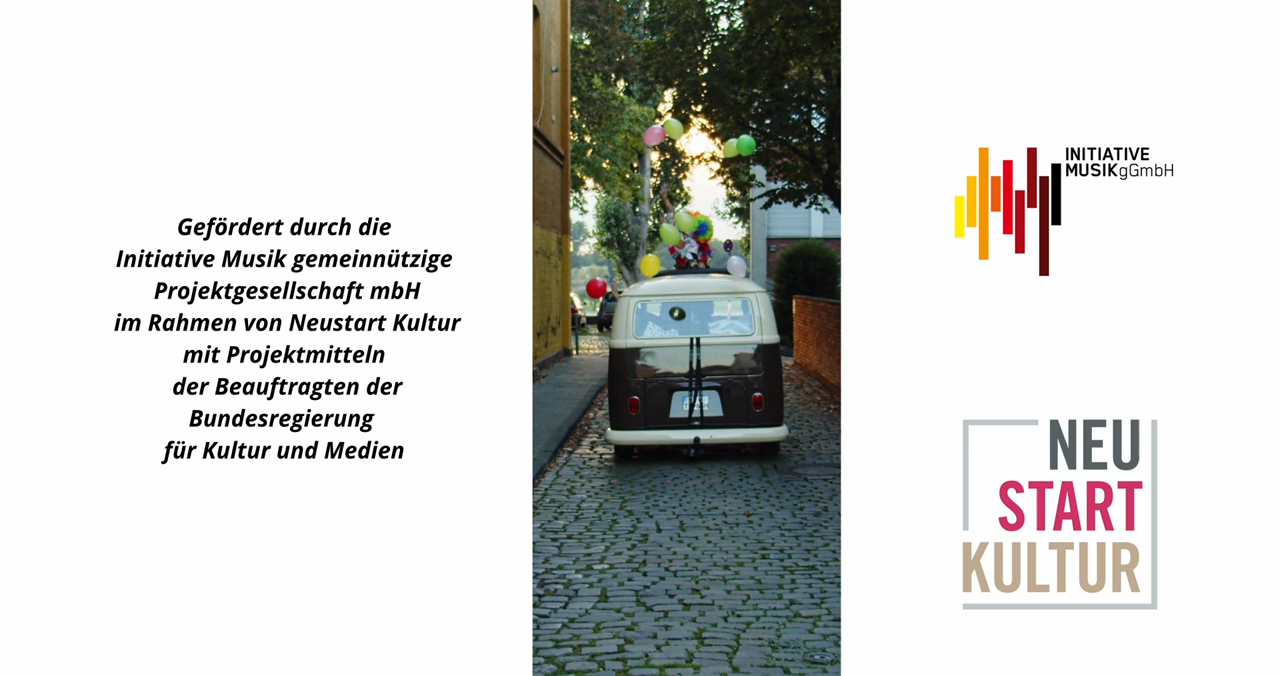 Gefördert durch die
Initiative Musik gemeinnützige
Projektgesellschaft mbH
im Rahmen von Neustart Kultur
mit Projektmitteln
der Beauftragten der
Bundesregierung
für Kultur und Medien
INITIATIVE
MUSIKgGmbH
NEU
START
KULTUR